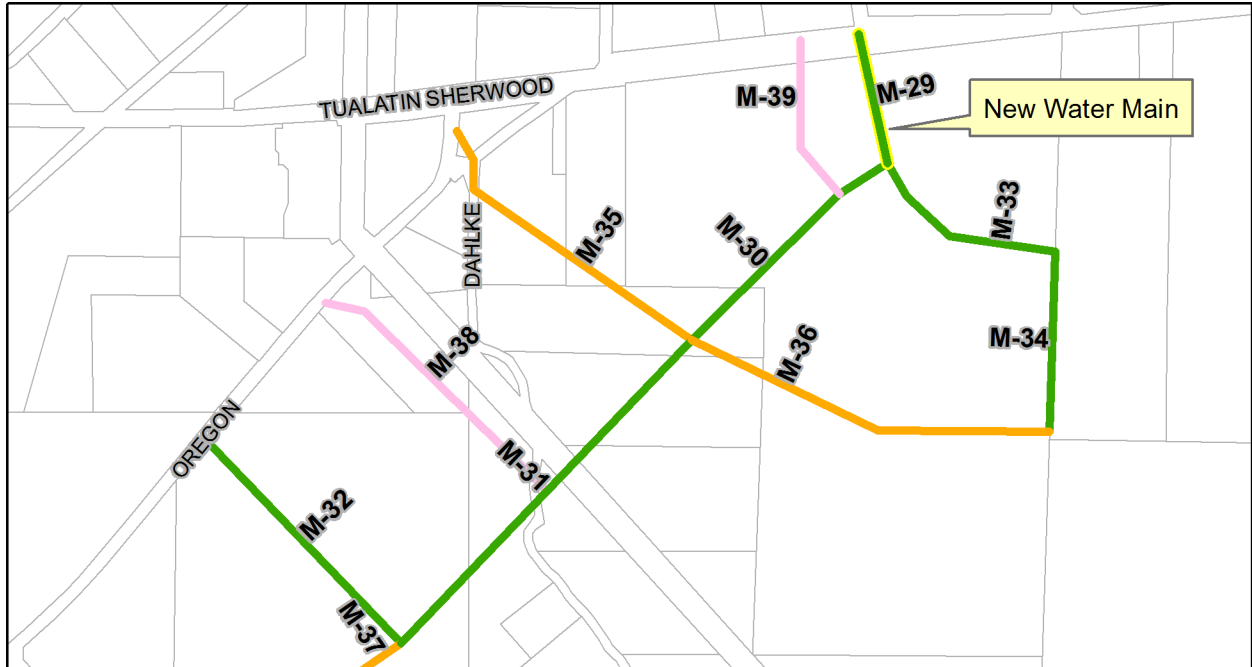 TUALATIN SHERWOOD
M-39
M-29
New Water Main
M-33
DAHLKE
M-35
M-30
M-38
M-36
M-34
OREGON
M-31
M-32
M-37